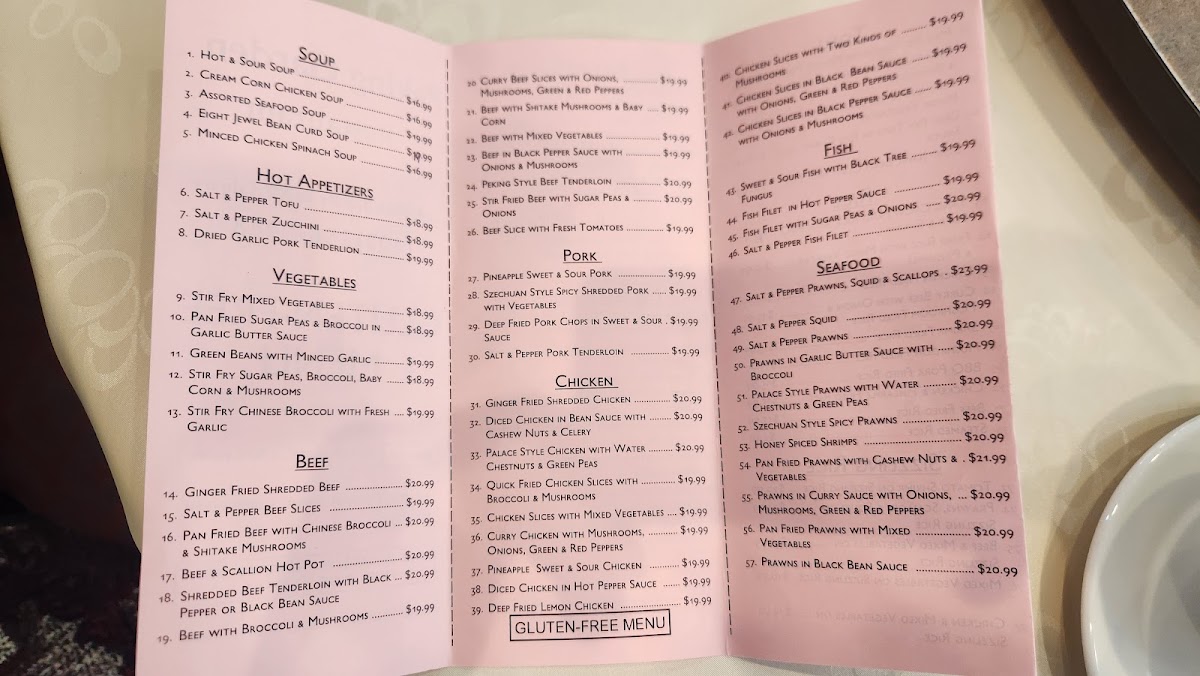 SOUP
1. HOT & SOUR SOUP ........ $16.99
2. CREAM CORN CHICKEN SOUP ........ $16.99
3. ASSORTED SEAFOOD SOUP ........ $19.99
4. EIGHT JEWEL BEAN CURD SOUP ........ $19.99
5. MINCED CHICKEN SPINACH SOUP ........ $16.99
HOT APPETIZERS
6. SALT & PEPPER TOFU ........ $18.99
7. SALT & PEPPER ZUCCHINI ........ $18.99
8. DRIED GARLIC PORK TENDERLION ........ $19.99
VEGETABLES
9. STIR FRY MIXED VEGETABLES ........ $18.99
10. PAN FRIED SUGAR PEAS & BROCCOLI IN ...... $18.99
GARLIC BUTTER SAUCE
11. GREEN BEANS WITH MINCED GARLIC ........ $19.99
12. STIR FRY SUGAR PEAS, BROCCOLI, BABY ...... $18.99
CORN & MUSHROOMS
13. STIR FRY CHINESE BROCCOLI WITH FRESH .... $19.99
GARLIC
BEEF
14. GINGER FRIED SHREDDED BEEF ........ $20.99
15. SALT & PEPPER BEEF SLICES ........ $19.99
16. PAN FRIED BEEF WITH CHINESE BROCCOLI ... $20.99
& SHITAKE MUSHROOMS
17. BEEF & SCALLION HOT POT ........ $20.99
18. SHREDDED BEEF TENDERLOIN WITH BLACK ... $20.99
PEPPER OR BLACK BEAN SAUCE
19. BEEF WITH BROCCOLI & MUSHROOMS ........ $19.99
20. CURRY BEEF SLICES WITH ONIONS, ........ $19.99
MUSHROOMS, GREEN & RED PEPPERS
21. BEEF WITH SHITAKE MUSHROOMS & BABY .... $19.99
CORN
22. BEEF WITH MIXED VEGETABLES ........ $19.99
23. BEEF IN BLACK PEPPER SAUCE WITH ........ $19.99
ONIONS & MUSHROOMS
24. PEKING STYLE BEEF TENDERLOIN ........ $20.99
25. STIR FRIED BEEF WITH SUGAR PEAS & ........ $20.99
ONIONS
26. BEEF SLICE WITH FRESH TOMATOES ........ $19.99
PORK
27. PINEAPPLE SWEET & SOUR PORK ........ $19.99
28. SZECHUAN STYLE SPICY SHREDDED PORK ..... $19.99
WITH VEGETABLES
29. DEEP FRIED PORK CHOPS IN SWEET & SOUR . $19.99
SAUCE
30. SALT & PEPPER PORK TENDERLOIN ........ $19.99
CHICKEN
31. GINGER FRIED SHREDDED CHICKEN ........ $20.99
32. DICED CHICKEN IN BEAN SAUCE WITH ........ $20.99
CASHEW NUTS & CELERY
33. PALACE STYLE CHICKEN WITH WATER ........ $20.99
CHESTNUTS & GREEN PEAS
34. QUICK FRIED CHICKEN SLICES WITH ........ $19.99
BROCCOLI & MUSHROOMS
35. CHICKEN SLICES WITH MIXED VEGETABLES .... $19.99
36. CURRY CHICKEN WITH MUSHROOMS, ........ $19.99
ONIONS, GREEN & RED PEPPERS
37. PINEAPPLE SWEET & SOUR CHICKEN ........ $19.99
38. DICED CHICKEN IN HOT PEPPER SAUCE ...... $19.99
39. DEEP FRIED LEMON CHICKEN ........ $19.99
GLUTEN-FREE MENU
40. CHICKEN SLICES WITH TWO KINDS OF ........ $19.99
MUSHROOMS
41. CHICKEN SLICES IN BLACK BEAN SAUCE ...... $19.99
WITH ONIONS, GREEN & RED PEPPERS
42. CHICKEN SLICES IN BLACK PEPPER SAUCE ..... $19.99
WITH ONIONS & MUSHROOMS
FISH
43. SWEET & SOUR FISH WITH BLACK TREE ........ $19.99
FUNGUS
44. FISH FILET IN HOT PEPPER SAUCE ........ $19.99
45. FISH FILET WITH SUGAR PEAS & ONIONS ..... $20.99
46. SALT & PEPPER FISH FILET ........ $19.99
SEAFOOD
47. SALT & PEPPER PRAWNS, SQUID & SCALLOPS . $23.99
48. SALT & PEPPER SQUID ........ $20.99
49. SALT & PEPPER PRAWNS ........ $20.99
50. PRAWNS IN GARLIC BUTTER SAUCE WITH ..... $20.99
BROCCOLI
51. PALACE STYLE PRAWNS WITH WATER ........ $20.99
CHESTNUTS & GREEN PEAS
52. SZECHUAN STYLE SPICY PRAWNS ........ $20.99
53. HONEY SPICED SHRIMPS ........ $20.99
54. PAN FRIED PRAWNS WITH CASHEW NUTS & . $21.99
VEGETABLES
55. PRAWNS IN CURRY SAUCE WITH ONIONS, ... $20.99
MUSHROOMS, GREEN & RED PEPPERS
56. PAN FRIED PRAWNS WITH MIXED ........ $20.99
VEGETABLES
57. PRAWNS IN BLACK BEAN SAUCE ........ $20.99